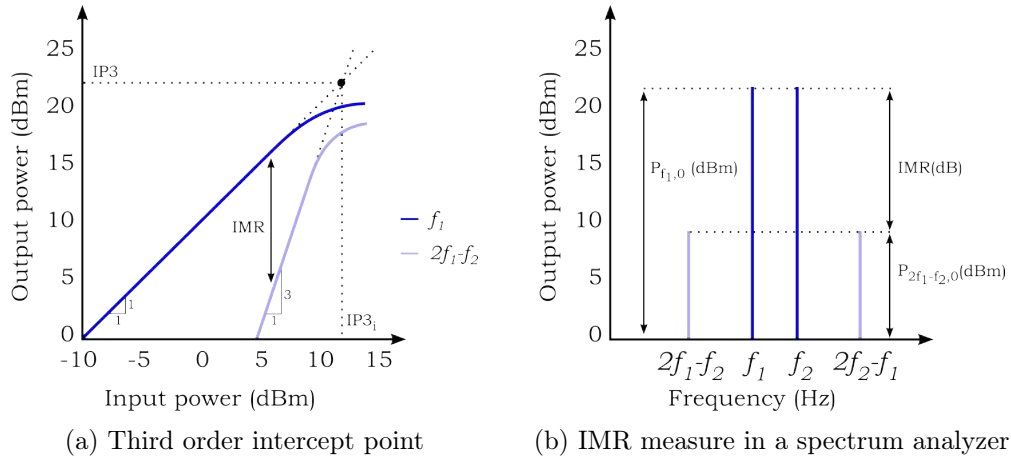 Output power (dBm)
25
20
15
10
5
0
IP3
IMR
1
1
3
1
IP3i
f1
2f1-f2
-10 -5 0 5 10 15
Input power (dBm)
(a) Third order intercept point
Output power (dBm)
25
20
15
10
5
0
Pf1,0 (dBm)
IMR(dB)
P2f1-f2,0(dBm)
2f1-f2 f1 f2 2f2-f1
Frequency (Hz)
(b) IMR measure in a spectrum analyzer